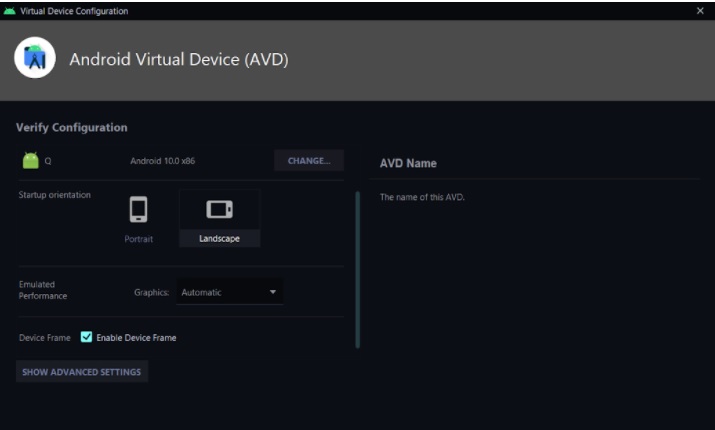 Virtual Device Configuration
Android Virtual Device (AVD)
Verify Configuration
Q Android 10.0 x86 CHANGE...
AVD Name
Startup orientation
The name of this AVD.
Portrait Landscape
Emulated
Performance
Graphics: Automatic
Device Frame Enable Device Frame
SHOW ADVANCED SETTINGS